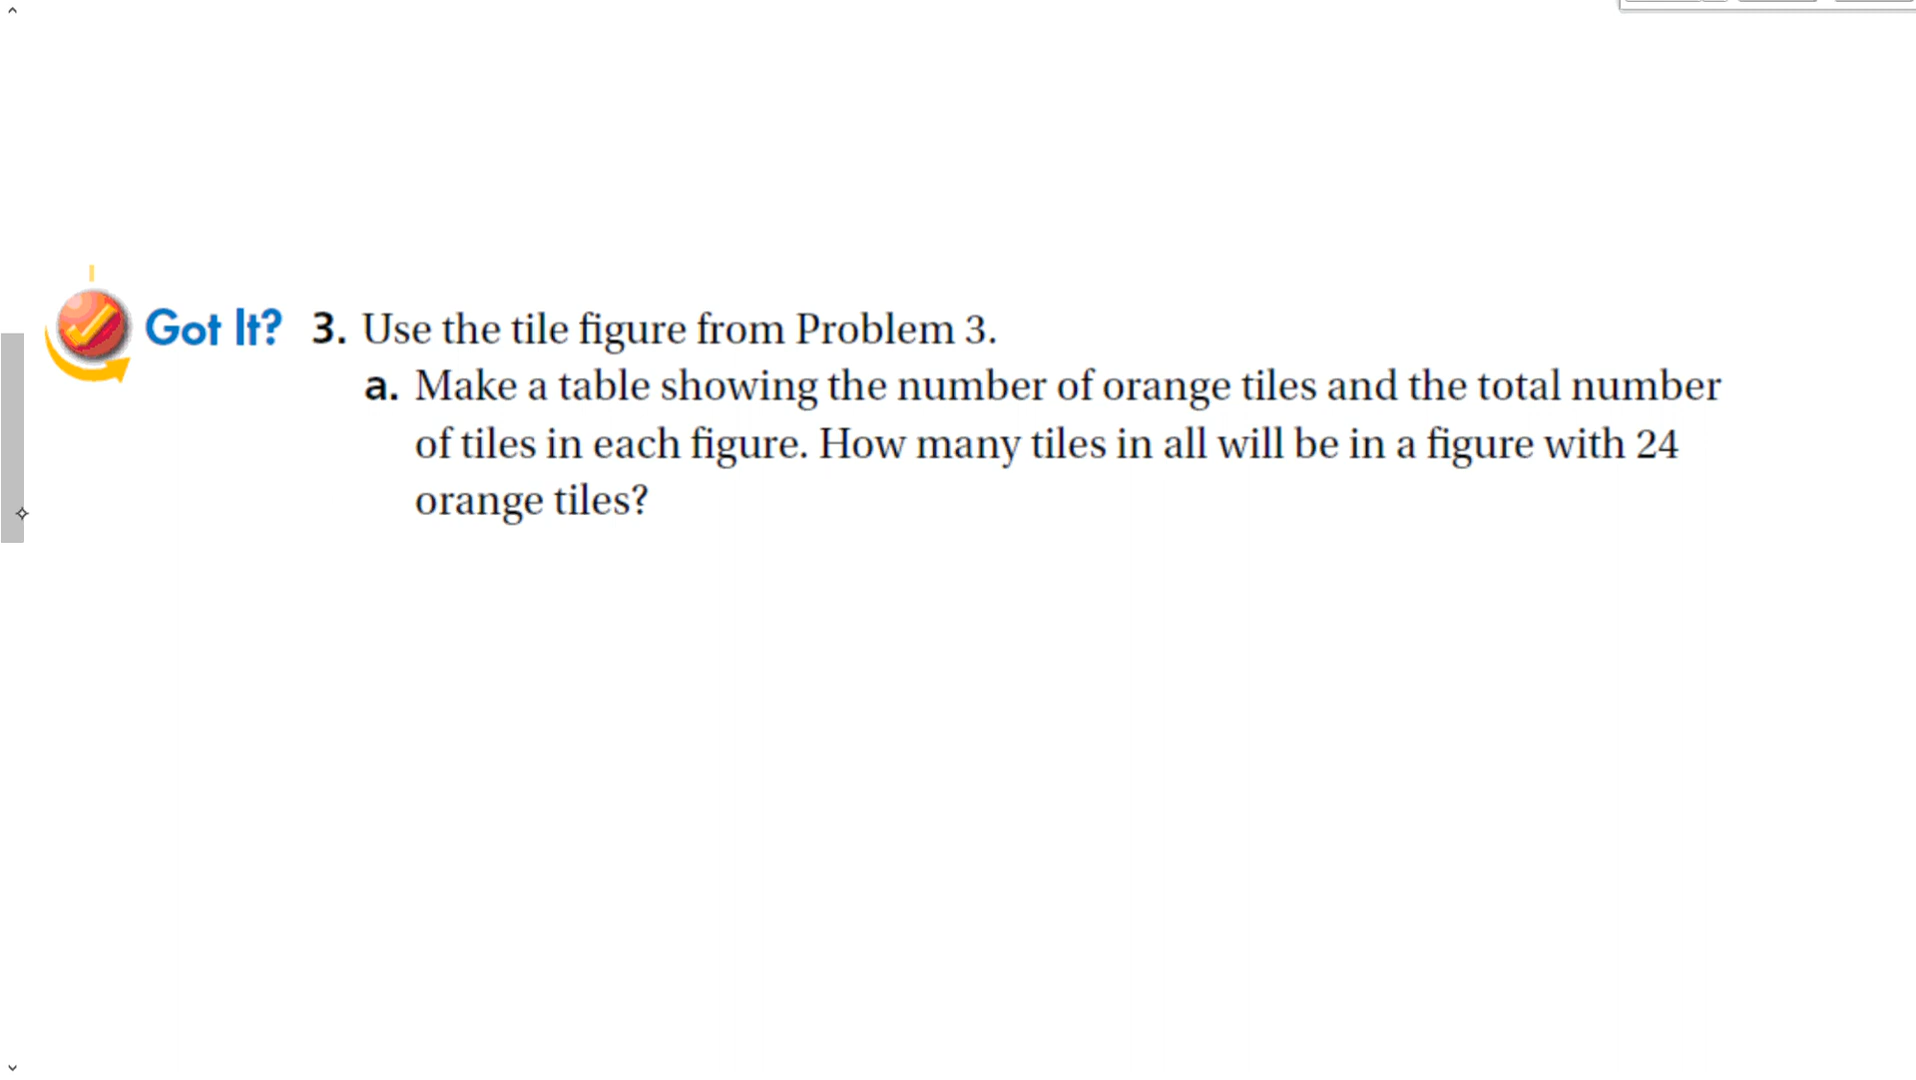 Got It? 3. Use the tile figure from Problem 3.
a. Make a table showing the number of orange tiles and the total number
of tiles in each figure. How many tiles in all will be in a figure with 24
orange tiles?